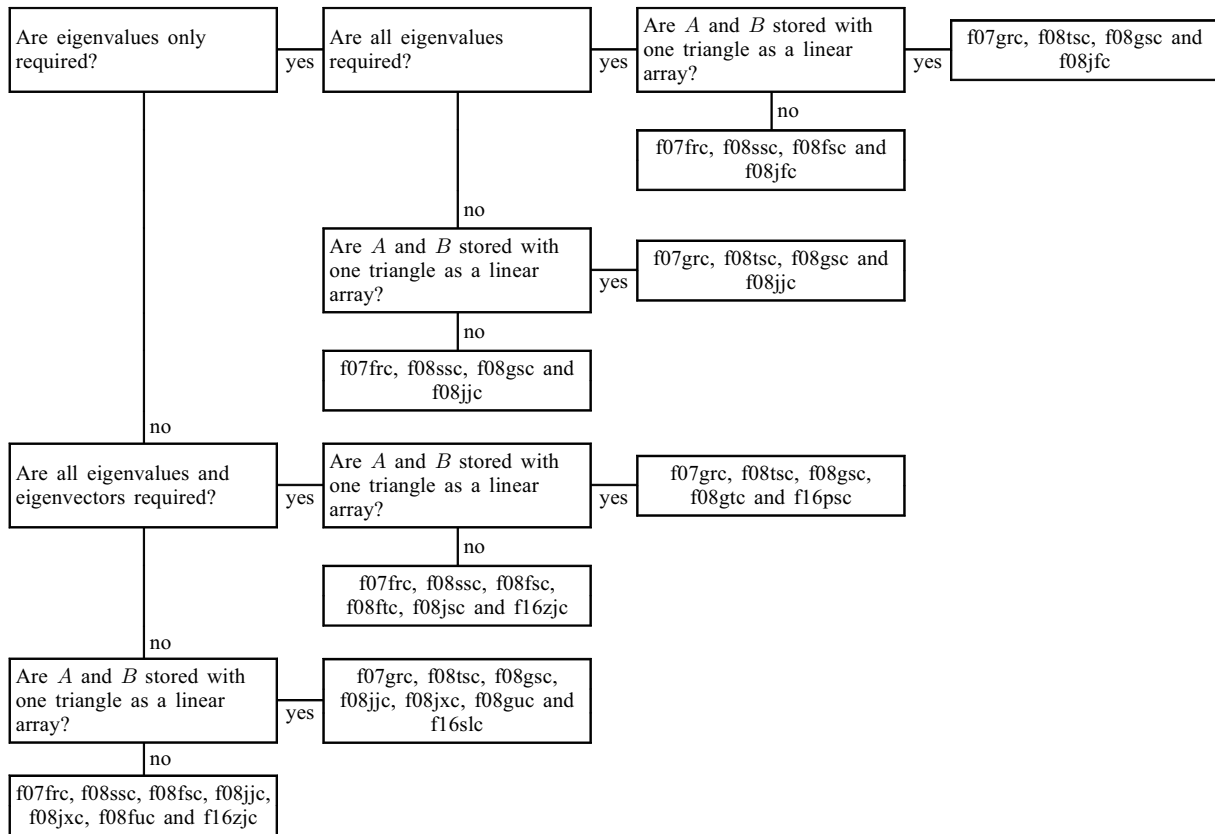 Are eigenvalues only
required?
yes
Are all eigenvalues
required?
yes
Are A and B stored with
one triangle as a linear
array?
yes
f07grc, f08tsc, f08gsc and
f08jfc
no
f07frc, f08ssc, f08fsc and
f08jfc
no
Are A and B stored with
one triangle as a linear
array?
yes
f07grc, f08tsc, f08gsc and
f08jjc
no
f07frc, f08ssc, f08gsc and
f08jjc
no
Are all eigenvalues and
eigenvectors required?
yes
Are A and B stored with
one triangle as a linear
array?
yes
f07grc, f08tsc, f08gsc,
f08gtc and f16psc
no
f07frc, f08ssc, f08fsc,
f08ftc, f08jsc and f16zjc
no
Are A and B stored with
one triangle as a linear
array?
yes
f07grc, f08tsc, f08gsc,
f08jjc, f08jxc, f08guc and
f16slc
no
f07frc, f08ssc, f08fsc, f08jjc,
f08jxc, f08fuc and f16zjc